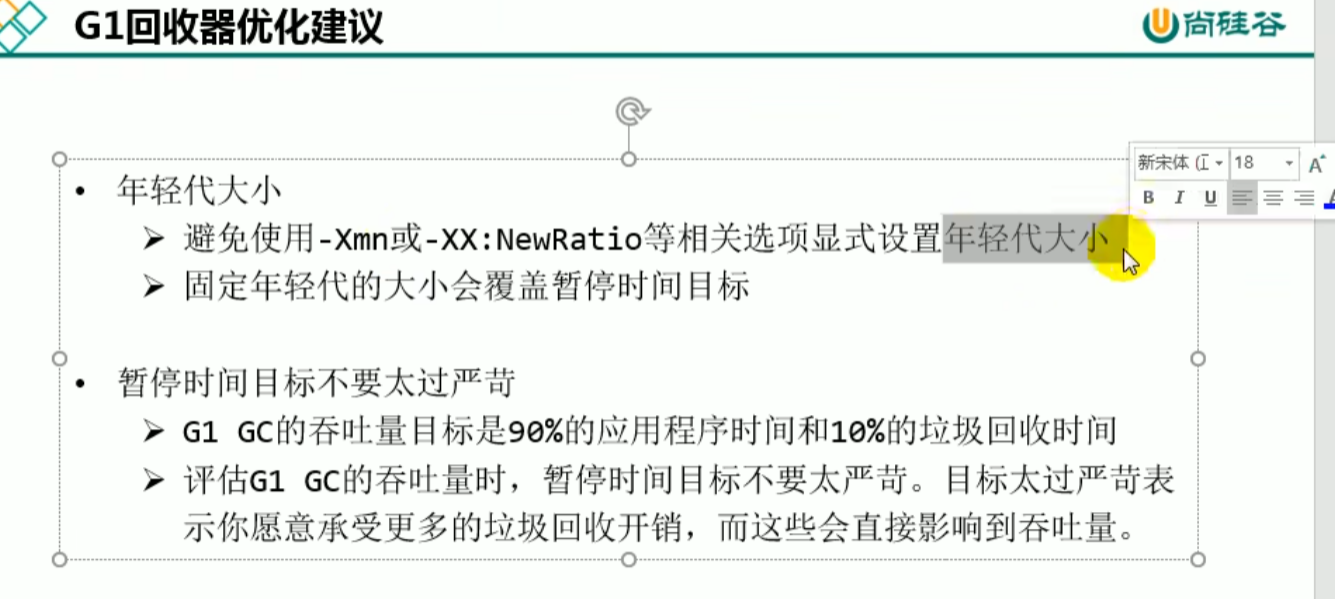 G1回收器优化建议
尚硅谷
• 年轻代大小
➢ 避免使用-Xmn或-XX:NewRatio等相关选项显式设置年轻代大小
➢ 固定年轻代的大小会覆盖暂停时间目标
• 暂停时间目标不要太过严苛
➢ G1 GC的吞吐量目标是90%的应用程序时间和10%的垃圾回收时间
➢ 评估G1 GC的吞吐量时，暂停时间目标不要太严苛。目标太过严苛表
示你愿意承受更多的垃圾回收开销，而这些会直接影响到吞吐量。
新宋体 (正 18 A
B I U A